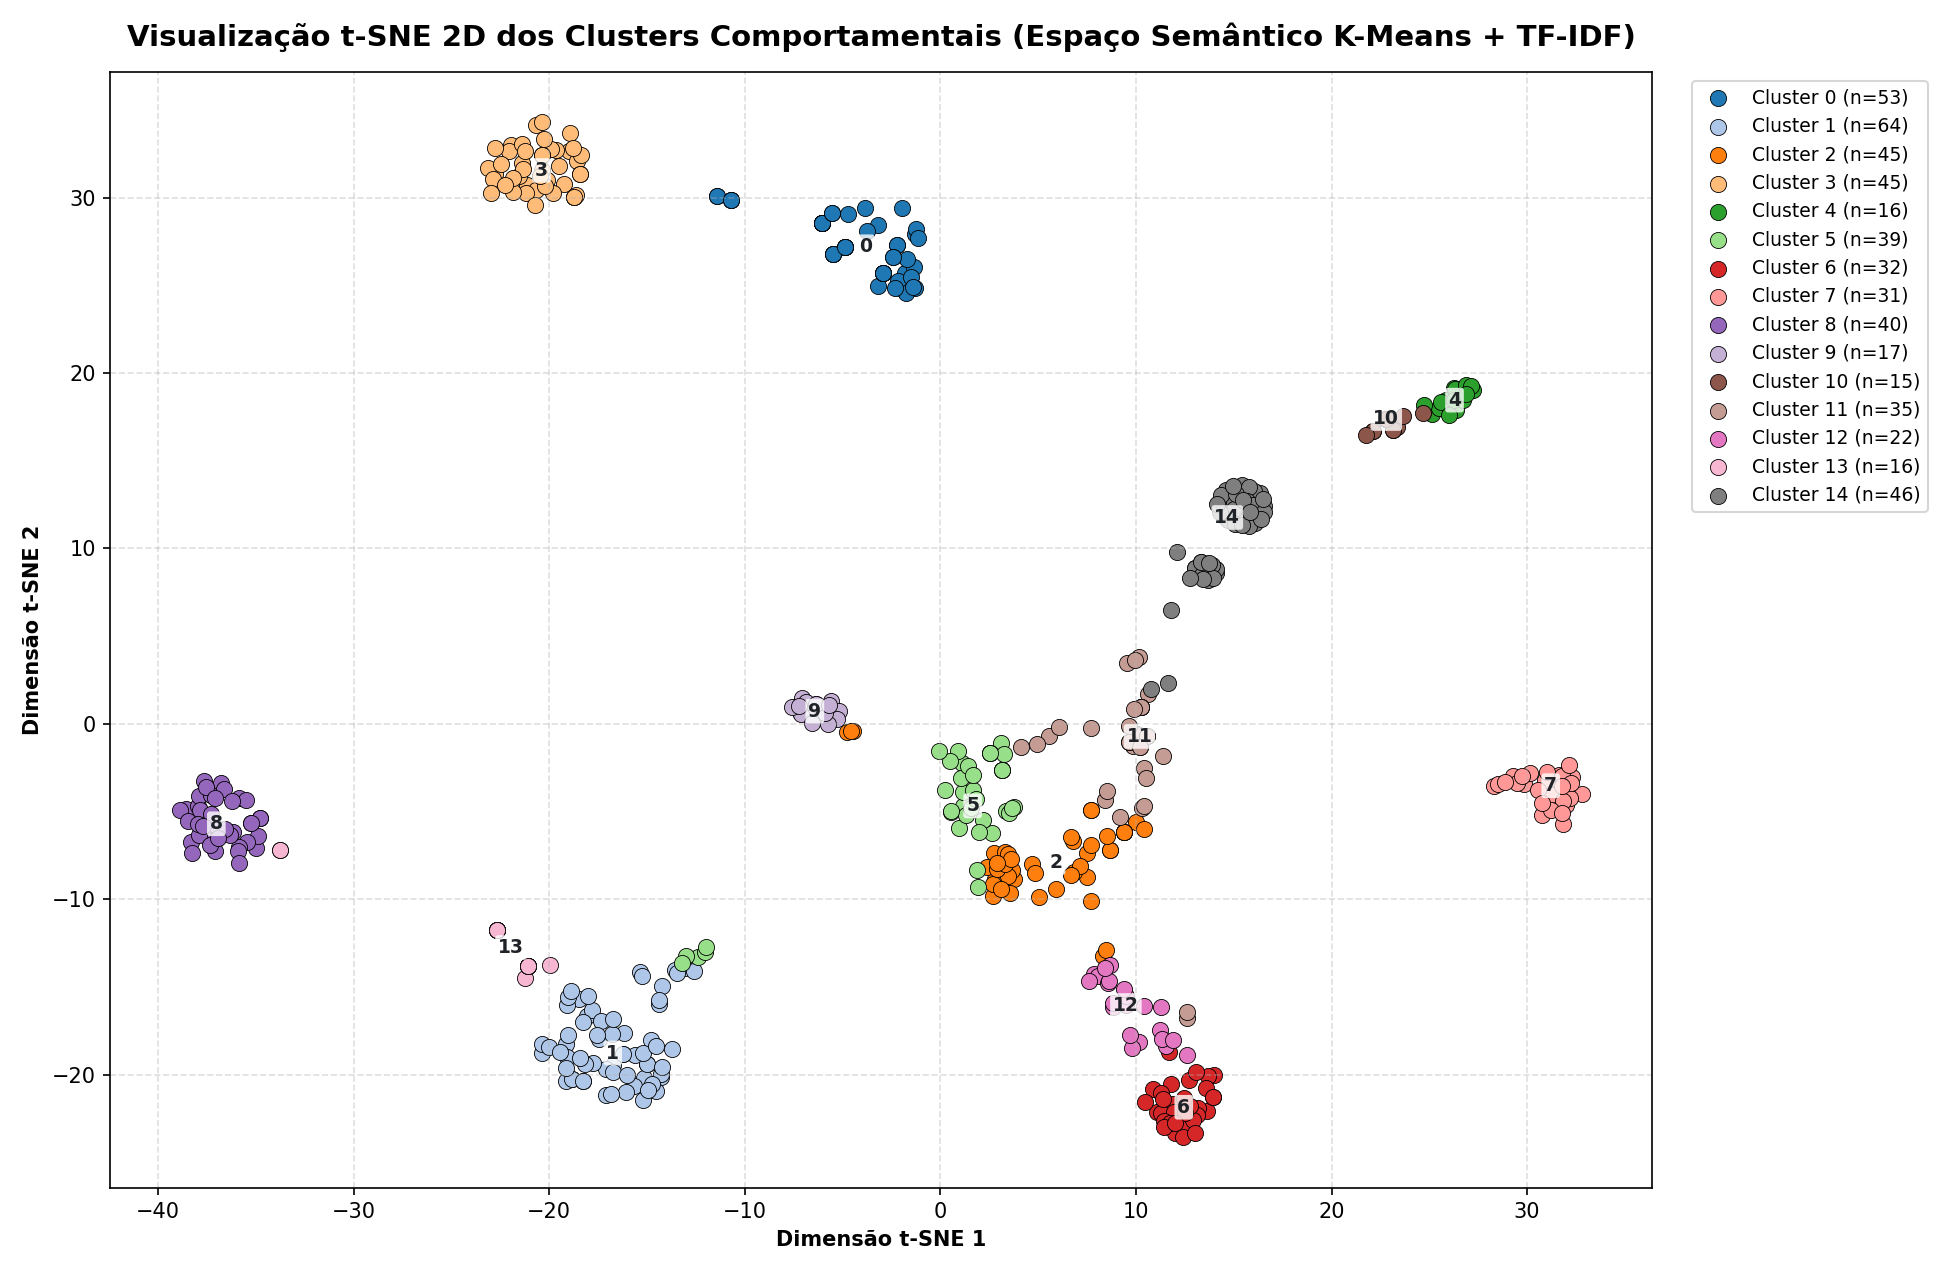 Visualização t-SNE 2D dos Clusters Comportamentais (Espaço Semântico K-Means + TF-IDF)
Cluster 0 (n=53)
Cluster 1 (n=64)
Cluster 2 (n=45)
Cluster 3 (n=45)
Cluster 4 (n=16)
Cluster 5 (n=39)
Cluster 6 (n=32)
Cluster 7 (n=31)
Cluster 8 (n=40)
Cluster 9 (n=17)
Cluster 10 (n=15)
Cluster 11 (n=35)
Cluster 12 (n=22)
Cluster 13 (n=16)
Cluster 14 (n=46)
Dimensão t-SNE 2
30
20
10
0
−10
−20
3
0
4
10
14
9
11
7
5
8
2
13
12
1
6
−40
−30
−20
−10
0
10
20
30
Dimensão t-SNE 1